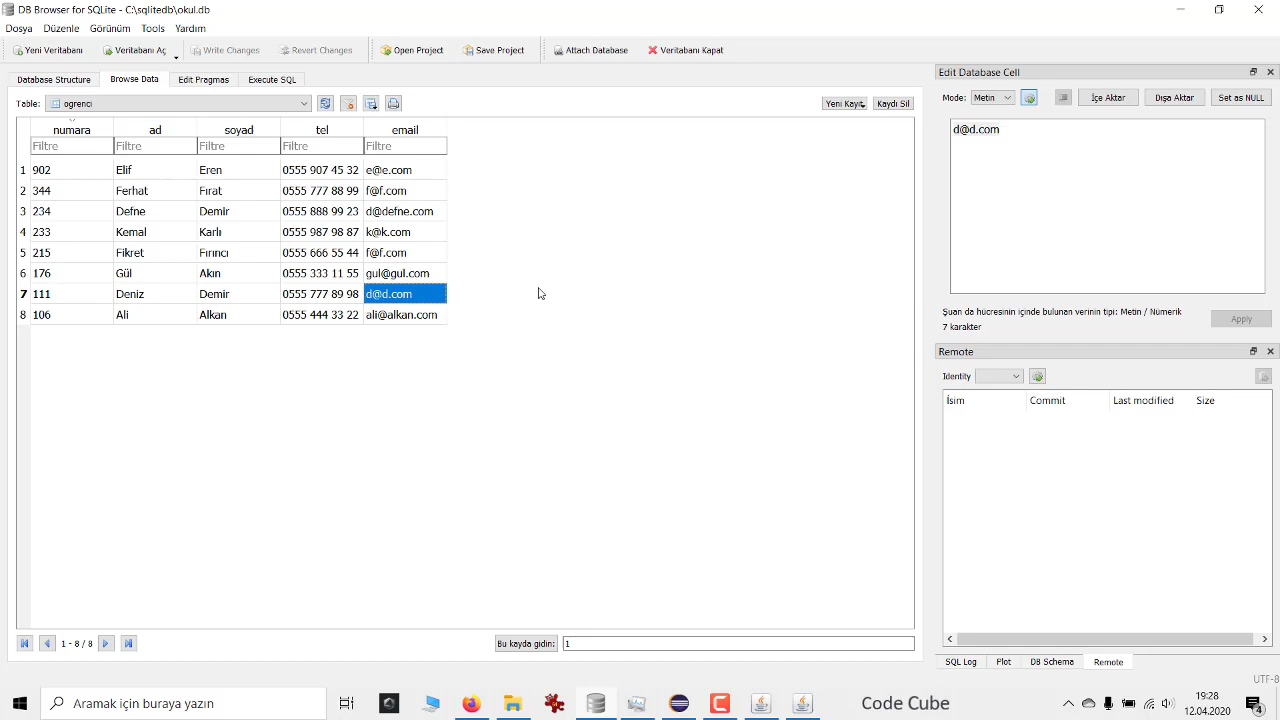 DB Browser for SQLite - C:\sqlitedb\okul.db
Dosya Düzenle Görünüm Tools Yardım
Yeni Veritabanı Veritabanı Aç Write Changes Revert Changes Open Project Save Project Attach Database Veritabanı Kapat
Database Structure Browse Data Edit Pragmas Execute SQL
Table: ogrenci Yeni Kayıt Kaydı Sil
numara ad soyad tel email
Filtre Filtre Filtre Filtre Filtre
1 902 Elif Eren 0555 907 45 32 e@e.com
2 344 Ferhat Fırat 0555 777 88 99 f@f.com
3 234 Defne Demir 0555 888 99 23 d@defne.com
4 233 Kemal Karlı 0555 987 98 87 k@k.com
5 215 Fikret Fırıncı 0555 666 55 44 f@f.com
6 176 Gül Akın 0555 333 11 55 gul@gul.com
7 111 Deniz Demir 0555 777 89 98 d@d.com
8 106 Ali Alkan 0555 444 33 22 ali@alkan.com
1 - 8 / 8 Bu kayda gidin: 1
Edit Database Cell
Mode: Metin İçe Aktar Dışa Aktar Set as NULL
d@d.com
Şuan da hücresinin içinde bulunan verinin tipi: Metin / Nümerik
7 karakter
Apply
Remote
Identity
İsim Commit Last modified Size
SQL Log Plot DB Schema Remote
UTF-8
Aramak için buraya yazın
Code Cube
19:28
12.04.2020
4